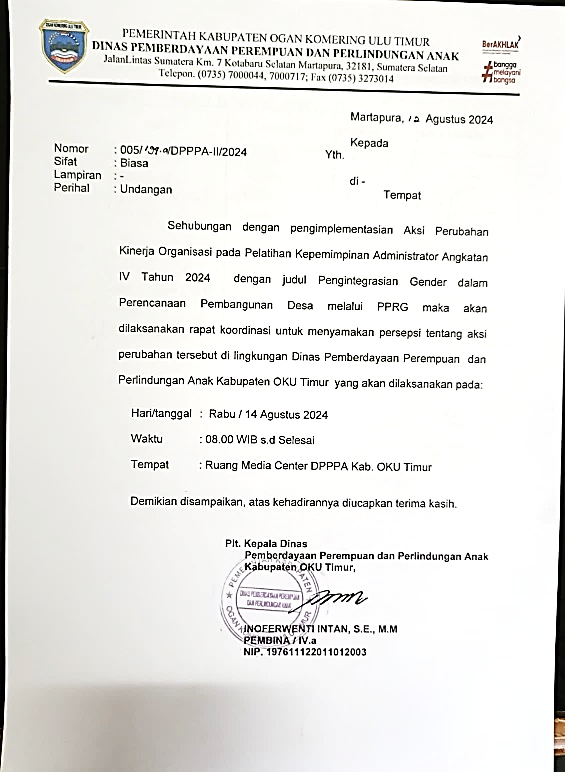 PEMERINTAH KABUPATEN OGAN KOMERING ULU TIMUR
DINAS PEMBERDAYAAN PEREMPUAN DAN PERLINDUNGAN ANAK
JalanLintas Sumatera Km. 7 Kotabaru Selatan Martapura, 32181, Sumatera Selatan
Telepon. (0735) 7000044, 7000717; Fax (0735) 3273014
BerAKHLAK
#bangga
melayani
bangsa
Martapura, 12 Agustus 2024
Kepada
Yth.
di -
Tempat
Nomor : 005/ /DPPPA-II/2024
Sifat : Biasa
Lampiran : -
Perihal : Undangan
Sehubungan dengan pengimplementasian Aksi Perubahan
Kinerja Organisasi pada Pelatihan Kepemimpinan Administrator Angkatan
IV Tahun 2024 dengan judul Pengintegrasian Gender dalam
Perencanaan Pembangunan Desa melalui PPRG maka akan
dilaksanakan rapat koordinasi untuk menyamakan persepsi tentang aksi
perubahan tersebut di lingkungan Dinas Pemberdayaan Perempuan dan
Perlindungan Anak Kabupaten OKU Timur yang akan dilaksanakan pada:
Hari/tanggal : Rabu / 14 Agustus 2024
Waktu : 08.00 WIB s.d Selesai
Tempat : Ruang Media Center DPPPA Kab. OKU Timur
Demikian disampaikan, atas kehadirannya diucapkan terima kasih.
Plt. Kepala Dinas
Pemberdayaan Perempuan dan Perlindungan Anak
Kabupaten OKU Timur,
DINAS PEMBERDAYAAN PEREMPUAN
DAN PERLINDUNGAN ANAK
INOFERWENTI INTAN, S.E., M.M
PEMBINA / IV.a
NIP. 197611122011012003